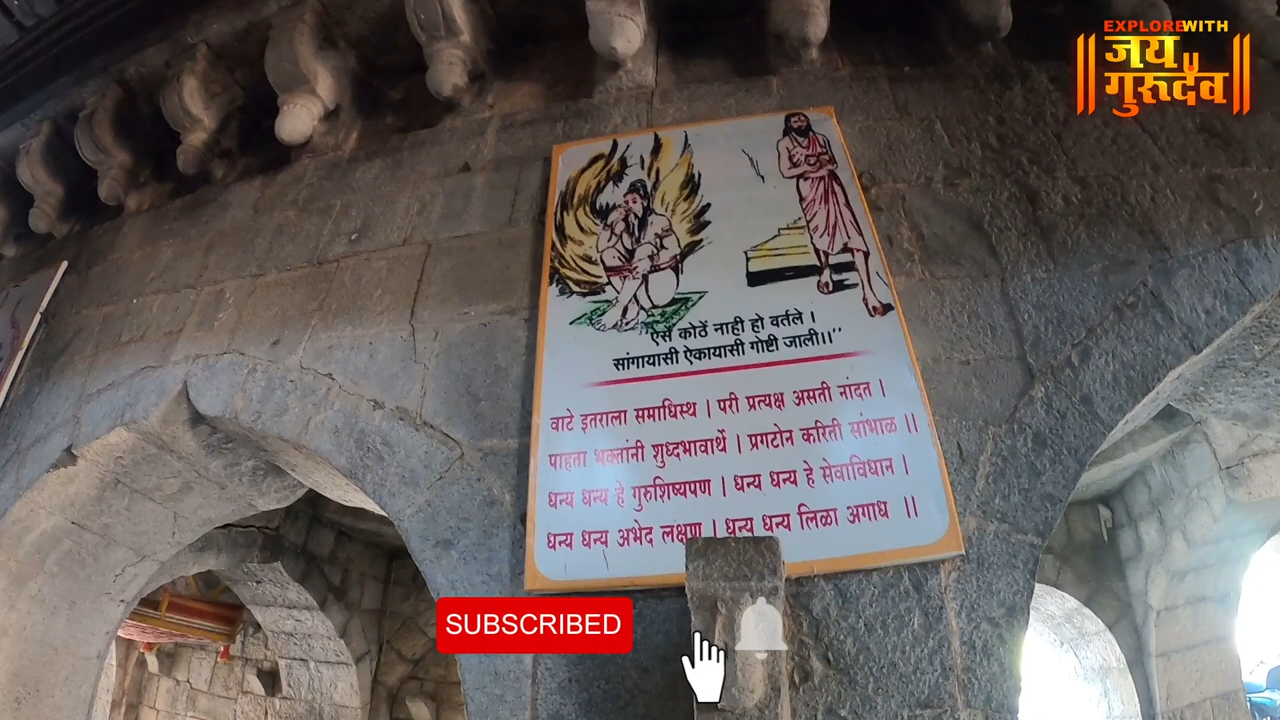 EXPLORE WITH
॥ जय गुरूदेव ॥
"ऐसें कोठें नाही हो वर्तले ।
सांगायासी ऐकायासी गोष्टी जाली।।"
वाटे इतराला समाधिस्थ । परी प्रत्यक्ष असती नांदत ।
पाहता भक्तांनी शुध्दभावार्थे । प्रगटोन करिती सांभाळ ।।
धन्य धन्य हे गुरुशिष्यपण । धन्य धन्य हे सेवाविधान ।
धन्य धन्य अभेद लक्षण । धन्य धन्य लिळा अगाध ।।
SUBSCRIBED